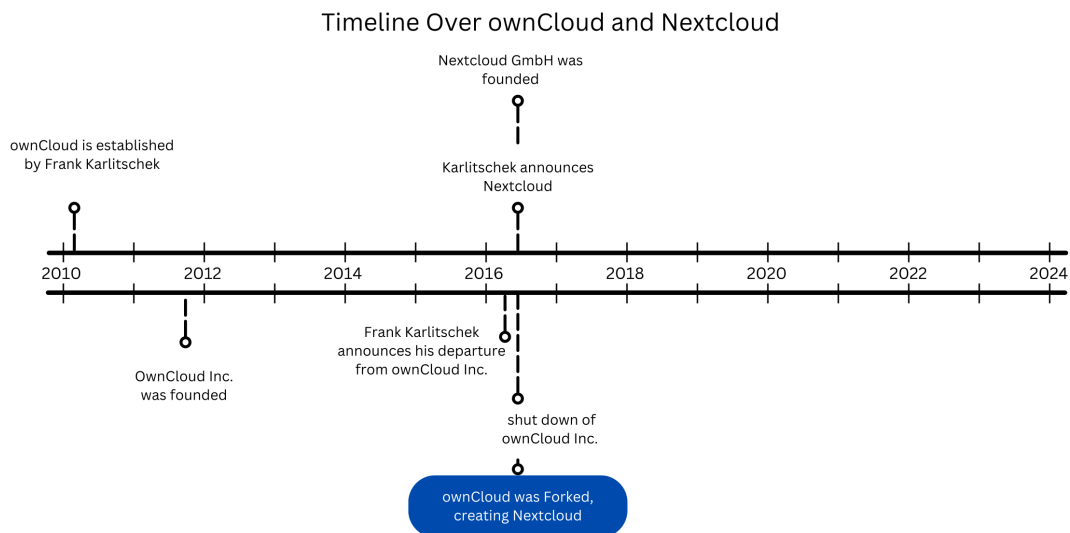 Timeline Over ownCloud and Nextcloud
Nextcloud GmbH was
founded
ownCloud is established
by Frank Karlitschek
Karlitschek announces
Nextcloud
2010 2012 2014 2016 2018 2020 2022 2024
Frank Karlitschek
announces his departure
from ownCloud Inc.
OwnCloud Inc.
was founded
shut down of
ownCloud Inc.
ownCloud was Forked,
creating Nextcloud